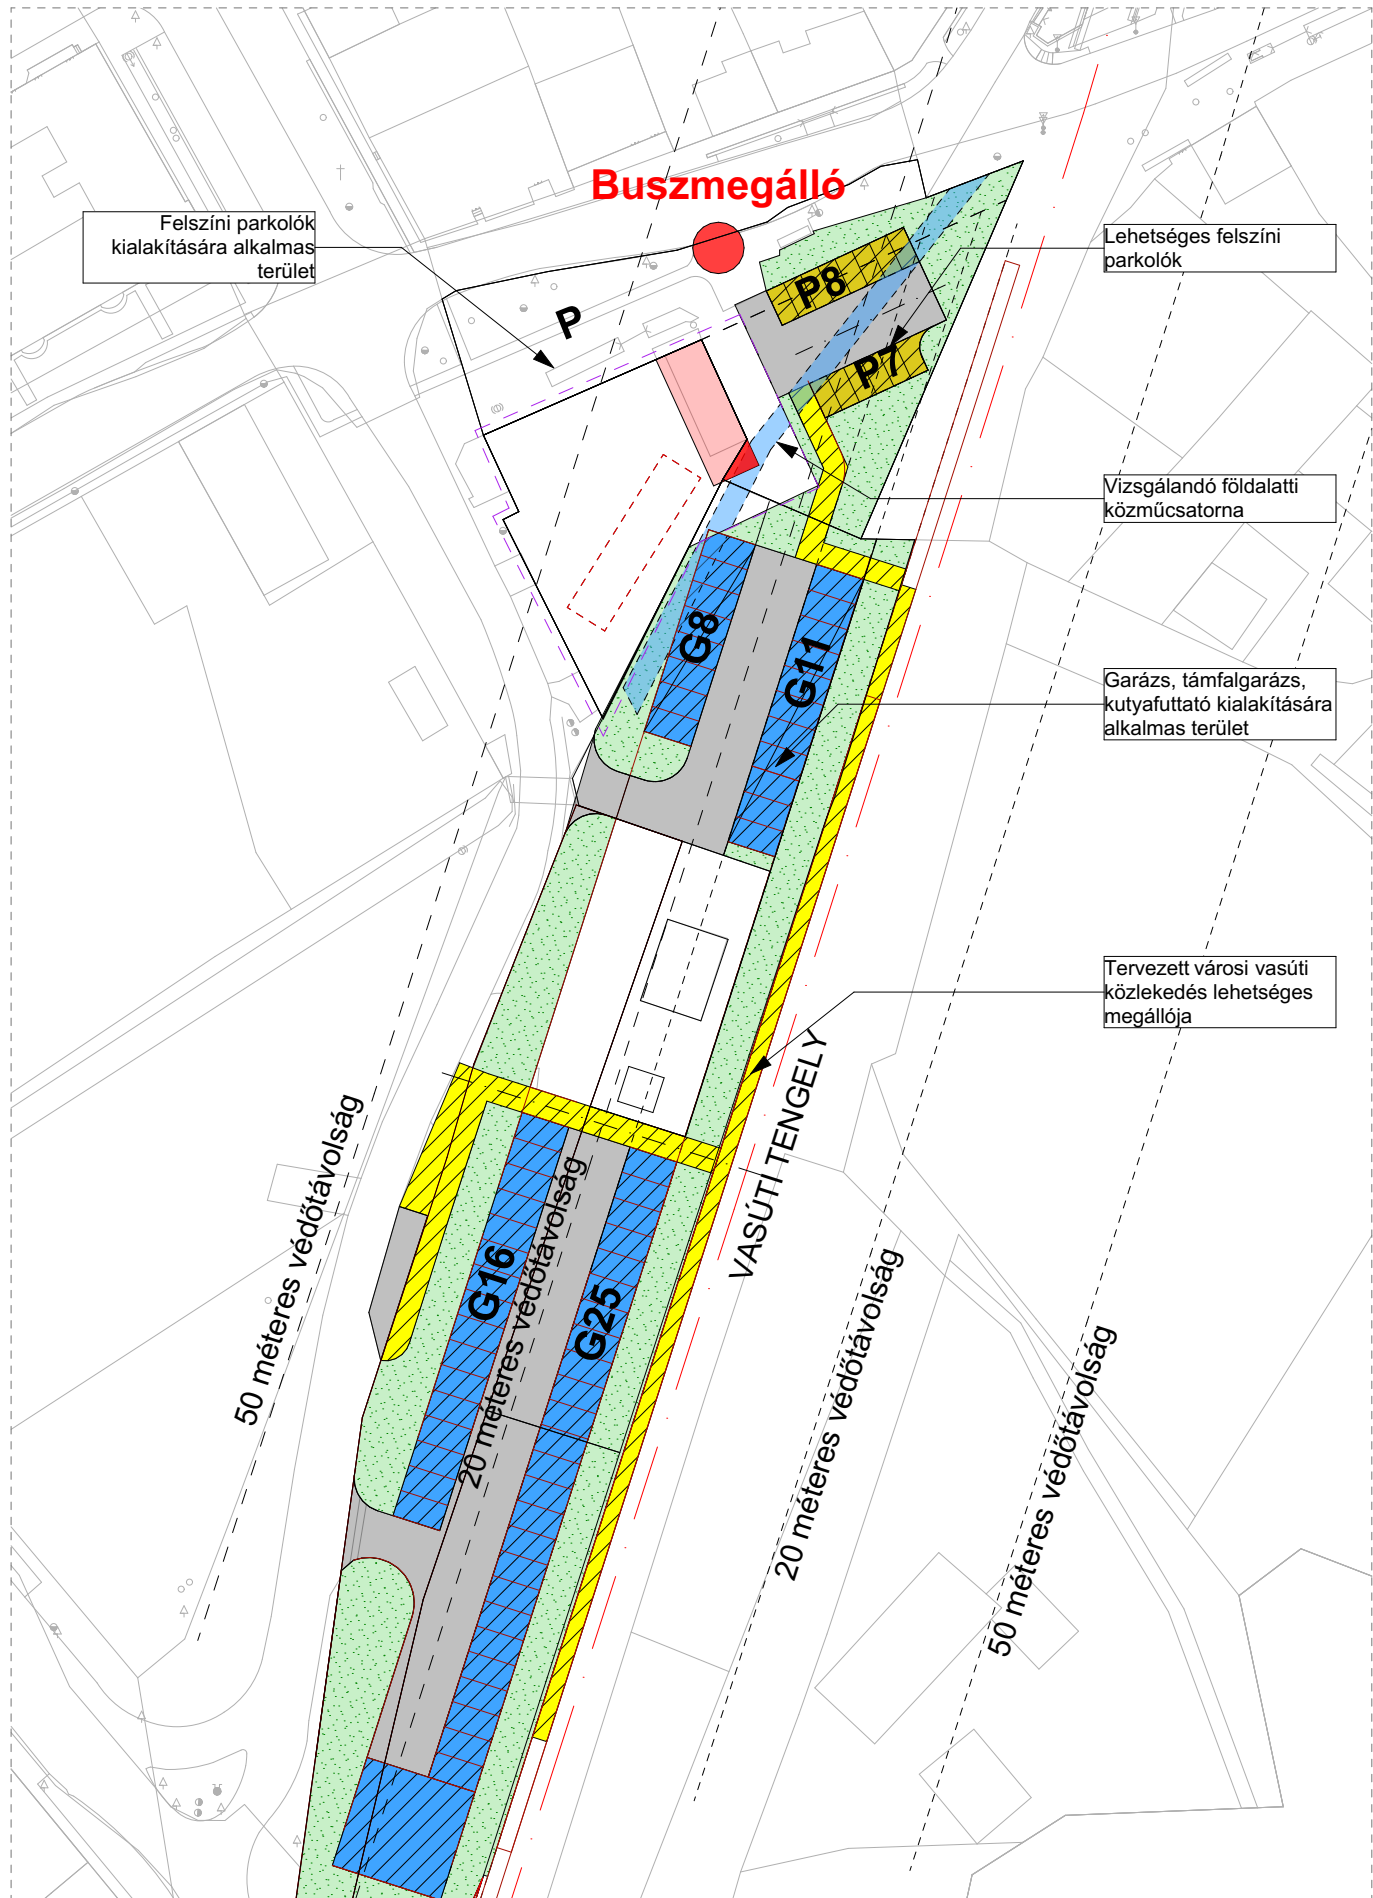 Buszmegálló
Felszíni parkolók
kialakítására alkalmas
terület
Lehetséges felszíni
parkolók
P8
P
P7
Vizsgálandó földalatti
közműcsatorna
G8
G11
Garázs, támfalgarázs,
kutyafuttató kialakítására
alkalmas terület
Tervezett városi vasúti
közlekedés lehetséges
megállója
VASÚTI TENGELY
50 méteres védőtávolság
20 méteres védőtávolság
G16
G25
20 méteres védőtávolság
50 méteres védőtávolság